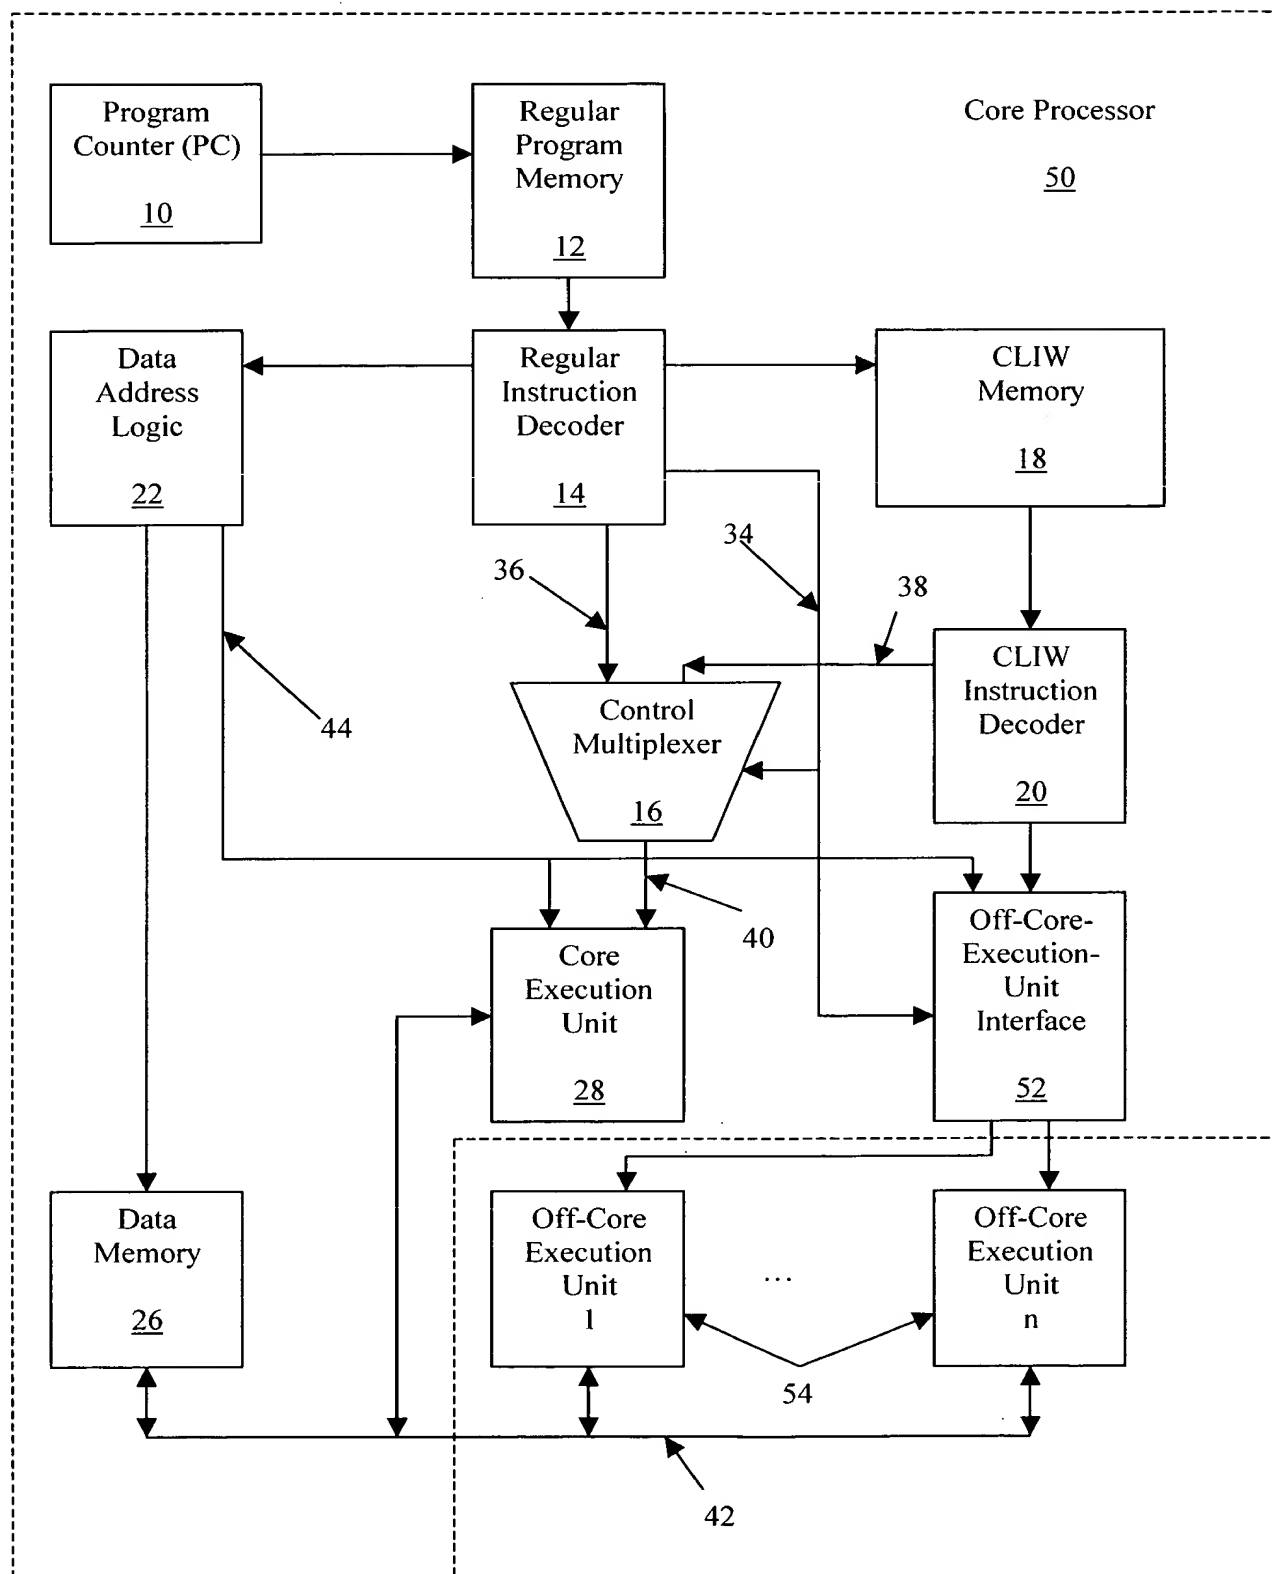 Program
Counter (PC)
10
Regular
Program
Memory
12
Core Processor
50
Data
Address
Logic
22
Regular
Instruction
Decoder
14
CLIW
Memory
18
34
36
38
44
Control
Multiplexer
16
CLIW
Instruction
Decoder
20
40
Core
Execution
Unit
28
Off-Core-
Execution-
Unit
Interface
52
Data
Memory
26
Off-Core
Execution
Unit
1
...
Off-Core
Execution
Unit
n
54
42